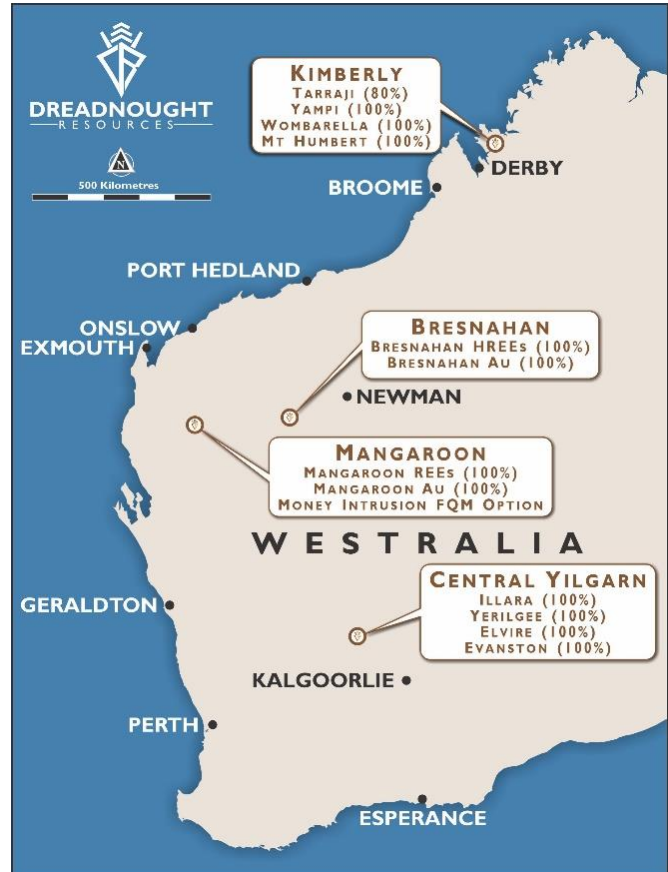 DREADNOUGHT
RESOURCES
N
500 Kilometres
KIMBERLY
TARRAJI (80%)
YAMPI (100%)
WOMBARELLA (100%)
MT HUMBERT (100%)
DERBY
BROOME
PORT HEDLAND
ONSLOW
EXMOUTH
BRESNAHAN
BRESNAHAN HREES (100%)
BRESNAHAN AU (100%)
NEWMAN
MANGAROON
MANGAROON REES (100%)
MANGAROON AU (100%)
MONEY INTRUSION FQM OPTION
WESTRALIA
CENTRAL YILGARN
ILLARA (100%)
YERILGEE (100%)
ELVIRE (100%)
EVANSTON (100%)
GERALDTON
KALGOORLIE
PERTH
ESPERANCE